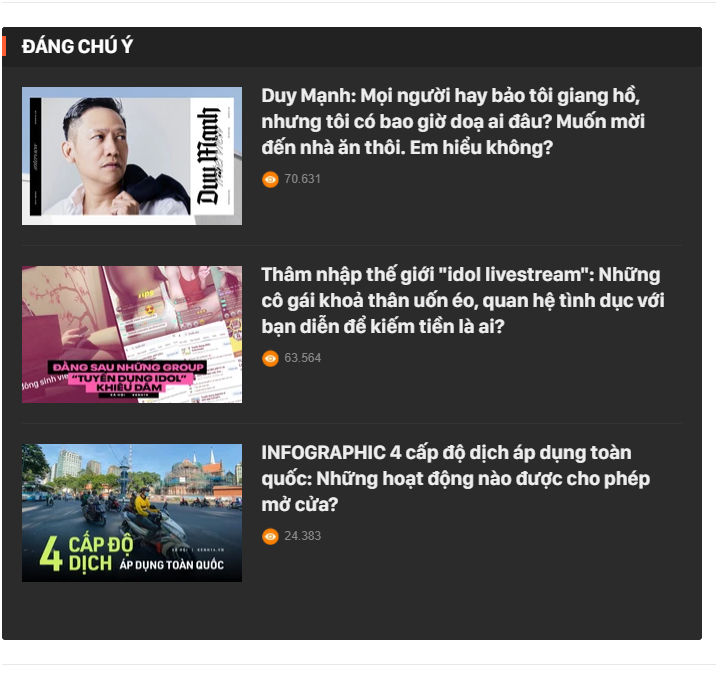 ĐÁNG CHÚ Ý
Duy Mạnh
Duy Mạnh: Mọi người hay bảo tôi giang hồ,
nhưng tôi có bao giờ doạ ai đâu? Muốn mời
đến nhà ăn thôi. Em hiểu không?
70.631
ĐẰNG SAU NHỮNG GROUP
"TUYỂN DỤNG IDOL"
KHIÊU DÂM
Thâm nhập thế giới "idol livestream": Những
cô gái khoả thân uốn éo, quan hệ tình dục với
bạn diễn để kiếm tiền là ai?
63.564
4 CẤP ĐỘ
DỊCH ÁP DỤNG TOÀN QUỐC
INFOGRAPHIC 4 cấp độ dịch áp dụng toàn
quốc: Những hoạt động nào được cho phép
mở cửa?
24.383